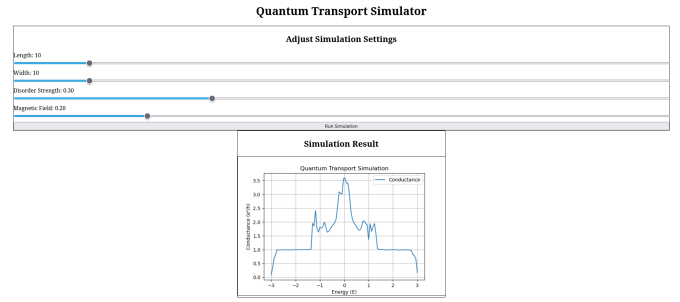 Quantum Transport Simulator
Adjust Simulation Settings
Length: 10
Width: 10
Disorder Strength: 0.30
Magnetic Field: 0.20
Run Simulation
Simulation Result
Quantum Transport Simulation
Conductance
Conductance (e²/h)
3.5
3.0
2.5
2.0
1.5
1.0
0.5
0.0
−3 −2 −1 0 1 2 3
Energy (E)